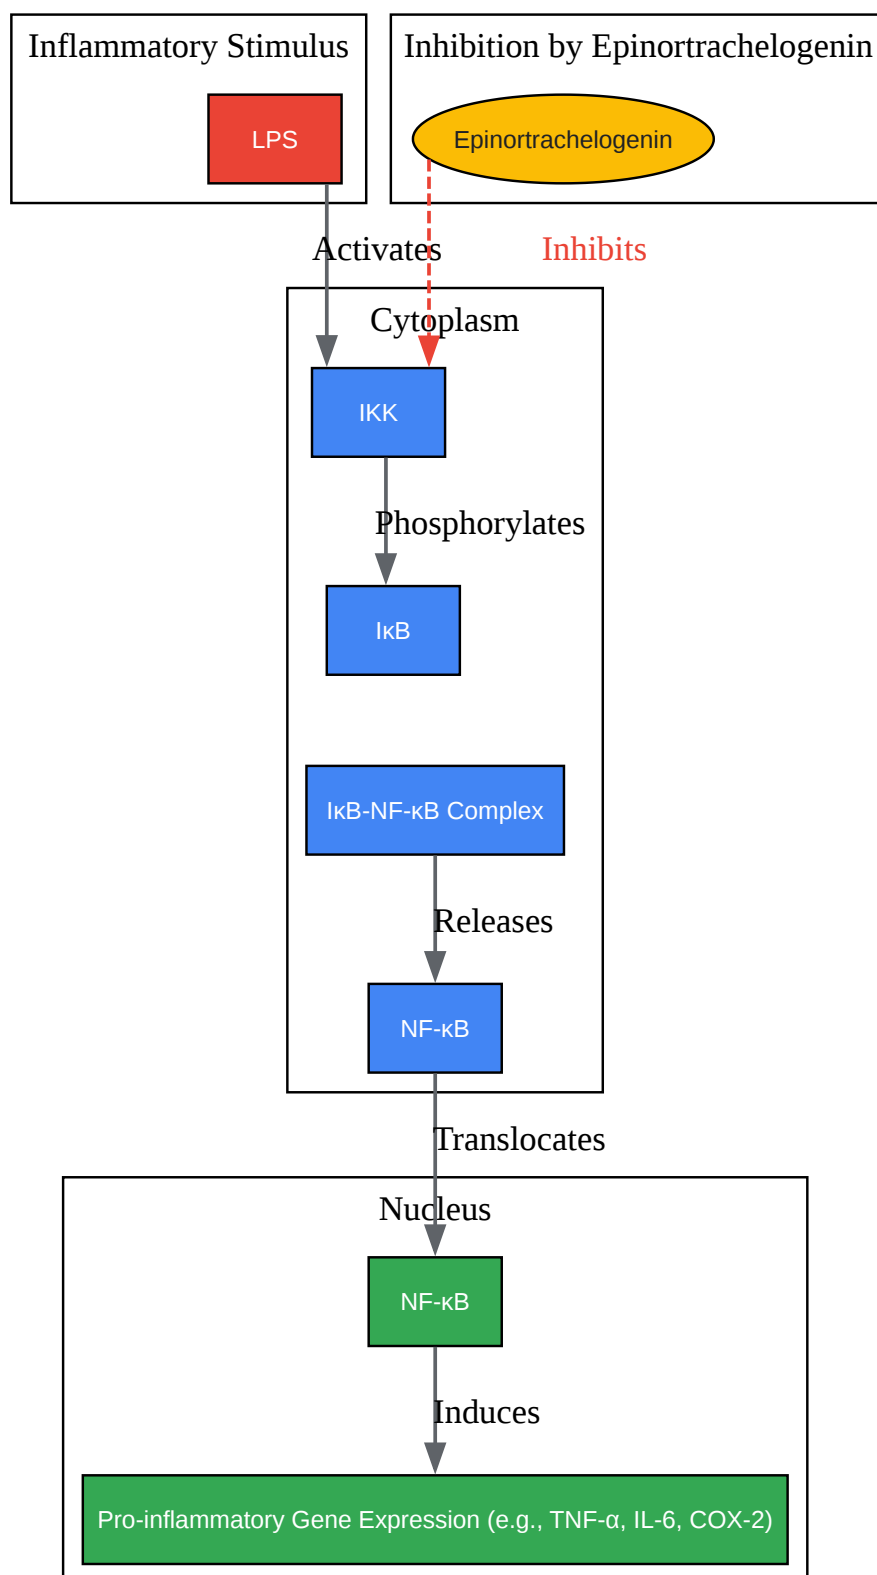 Inflammatory Stimulus
Inhibition by Epinortrachelogenin
LPS
Epinortrachelogenin
Activates
Inhibits
Cytoplasm
IKK
Phosphorylates
IκB
IκB-NF-κB Complex
Releases
NF-κB
Translocates
Nucleus
NF-κB
Induces
Pro-inflammatory Gene Expression (e.g., TNF-α, IL-6, COX-2)